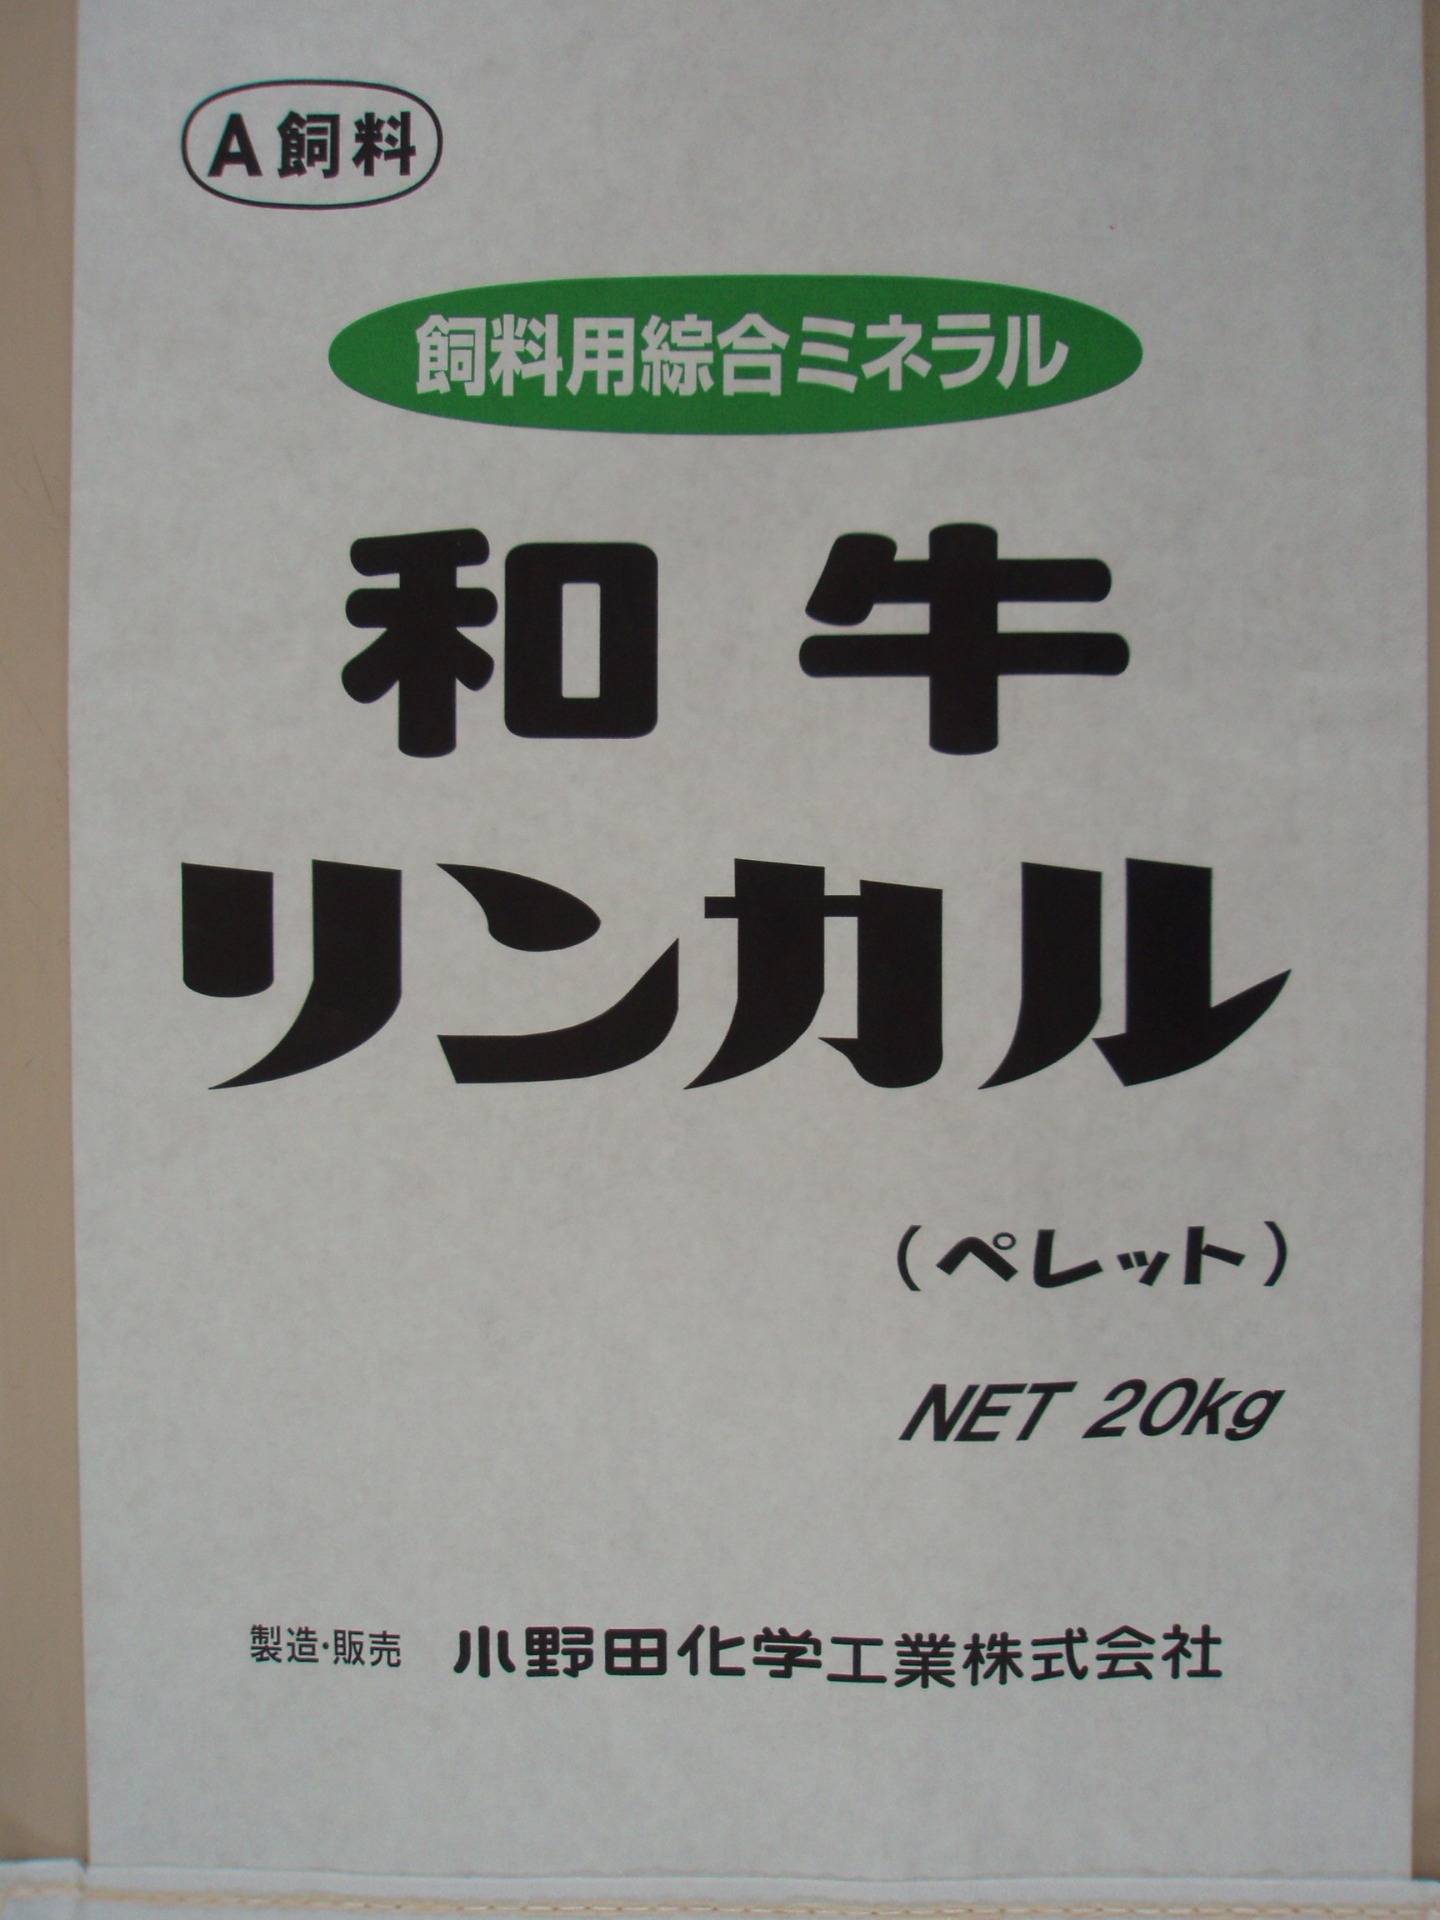 A飼料
飼料用綜合ミネラル
和牛
リンカル
（ペレット）
NET 20kg
製造・販売 小野田化学工業株式会社